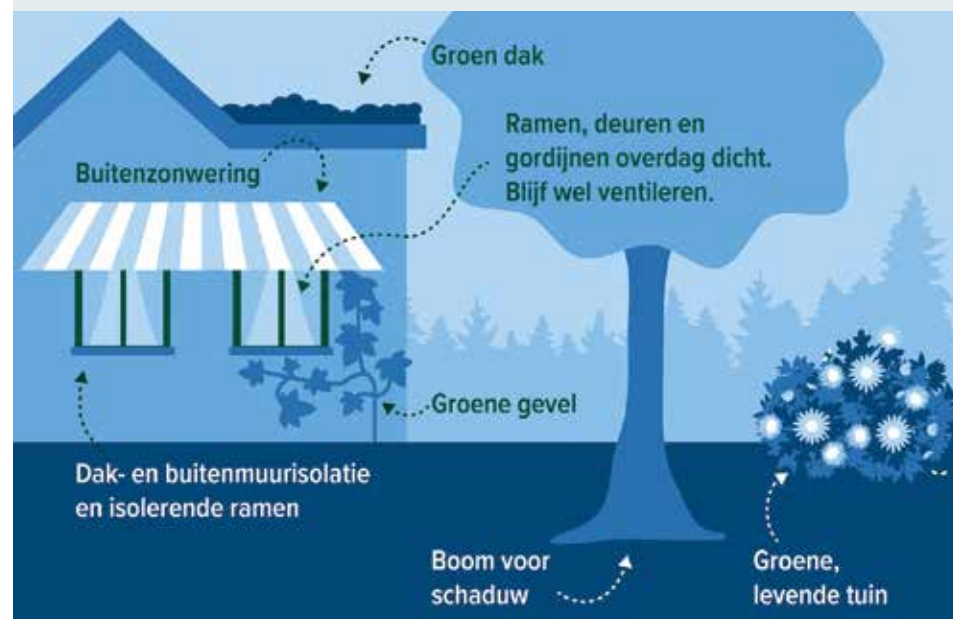 Groen dak
Ramen, deuren en
gordijnen overdag dicht.
Blijf wel ventileren.
Buitenzonwering
Groene gevel
Dak- en buitenmuurisolatie
en isolerende ramen
Boom voor
schaduw
Groene,
levende tuin